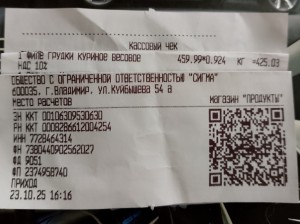 КАССОВЫЙ ЧЕК
1 ФИЛЕ ГРУДКИ КУРИНОЕ ВЕСОВОЕ 459.99*0.924 КГ =425.03
НДС 10%
ОБЩЕСТВО С ОГРАНИЧЕННОЙ ОТВЕТСТВЕННОСТЬЮ "СИГМА"
600035, г.Владимир, ул.Куйбышева 54 а
Место расчетов магазин "ПРОДУКТЫ"
ЗН ККТ 00106309530630
РН ККТ 0008286612004254
ИНН 7728464314
ФН 7380440902562027
ФД 9051
ФП 2374958740
ПРИХОД
23.10.25 16:16